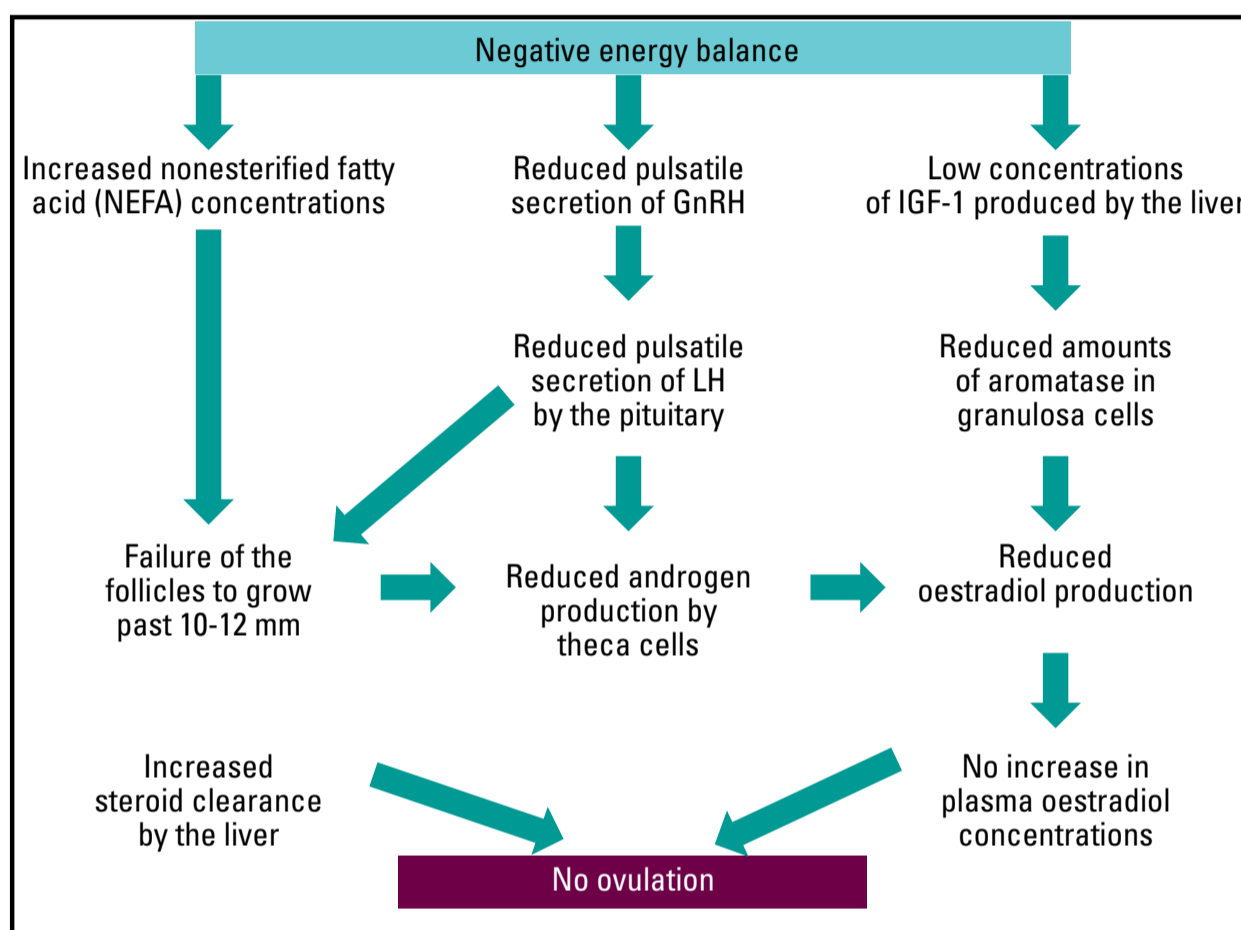 Negative energy balance
Increased nonesterified fatty
acid (NEFA) concentrations
Reduced pulsatile
secretion of GnRH
Low concentrations
of IGF-1 produced by the liver
Reduced pulsatile
secretion of LH
by the pituitary
Reduced amounts
of aromatase in
granulosa cells
Failure of the
follicles to grow
past 10-12 mm
Reduced androgen
production by
theca cells
Reduced
oestradiol production
Increased
steroid clearance
by the liver
No increase in
plasma oestradiol
concentrations
No ovulation